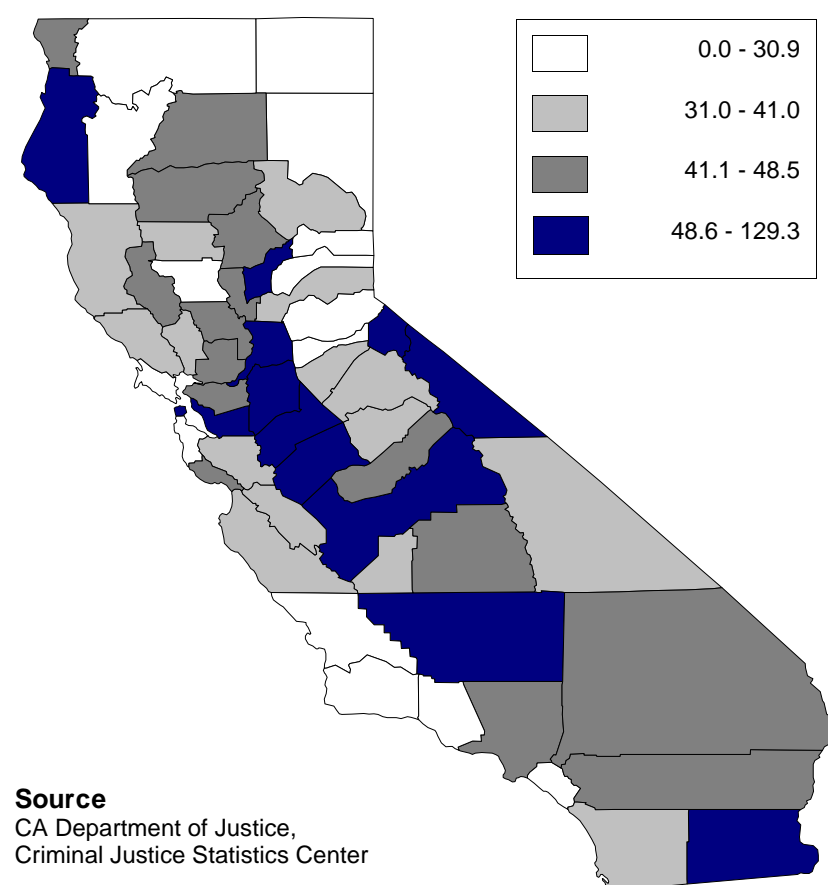 0.0 - 30.9
31.0 - 41.0
41.1 - 48.5
48.6 - 129.3
Source
CA Department of Justice,
Criminal Justice Statistics Center